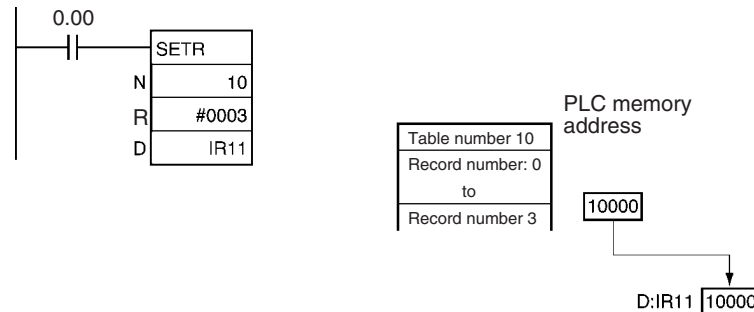 0.00
SETR
N 10
R #0003
D IR11
PLC memory
address
Table number 10
Record number: 0
to
Record number 3
10000
D:IR11 10000